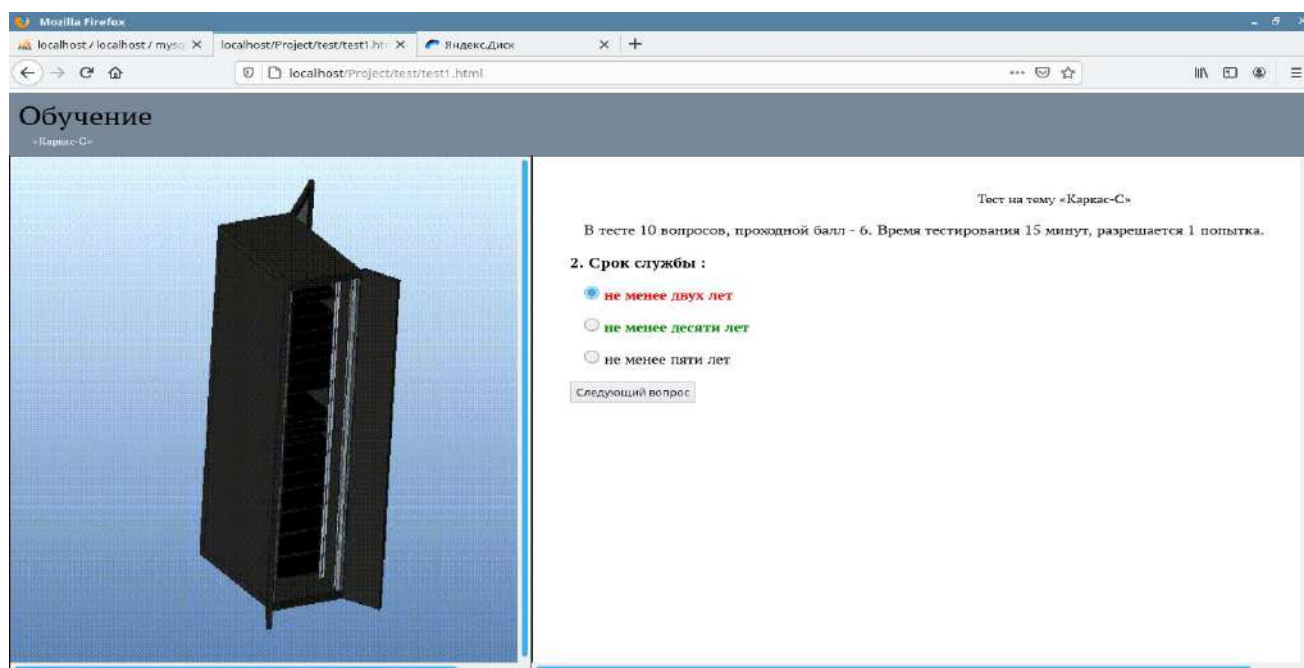 Mozilla Firefox
localhost / localhost / mysq
localhost/Project/test/test1.ht
Яндекс.Диск
localhost/Project/test/test1.html
Обучение
«Каркас-С»
Тест на тему «Каркас-С»
В тесте 10 вопросов, проходной балл - 6. Время тестирования 15 минут, разрешается 1 попытка.
2. Срок службы :
не менее двух лет
не менее десяти лет
не менее пяти лет
Следующий вопрос